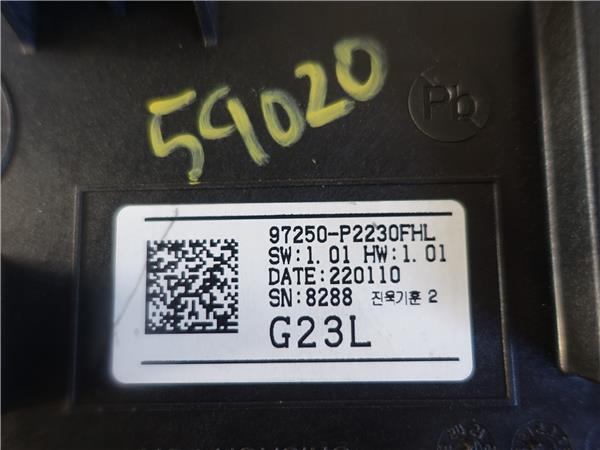 59020
Pb
97250-P2230FHL
SW:1.01 HW:1.01
DATE:220110
SN:8288 진욱기훈 2
G23L